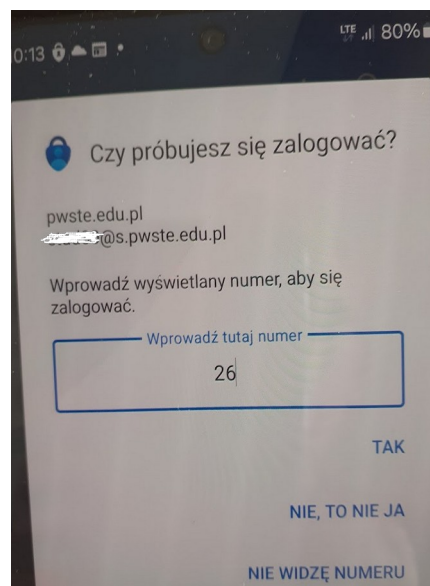 0:13 LTE 80%
Czy próbujesz się zalogować?
pwste.edu.pl
@s.pwste.edu.pl
Wprowadź wyświetlany numer, aby się
zalogować.
Wprowadź tutaj numer
26
TAK
NIE, TO NIE JA
NIE WIDZĘ NUMERU